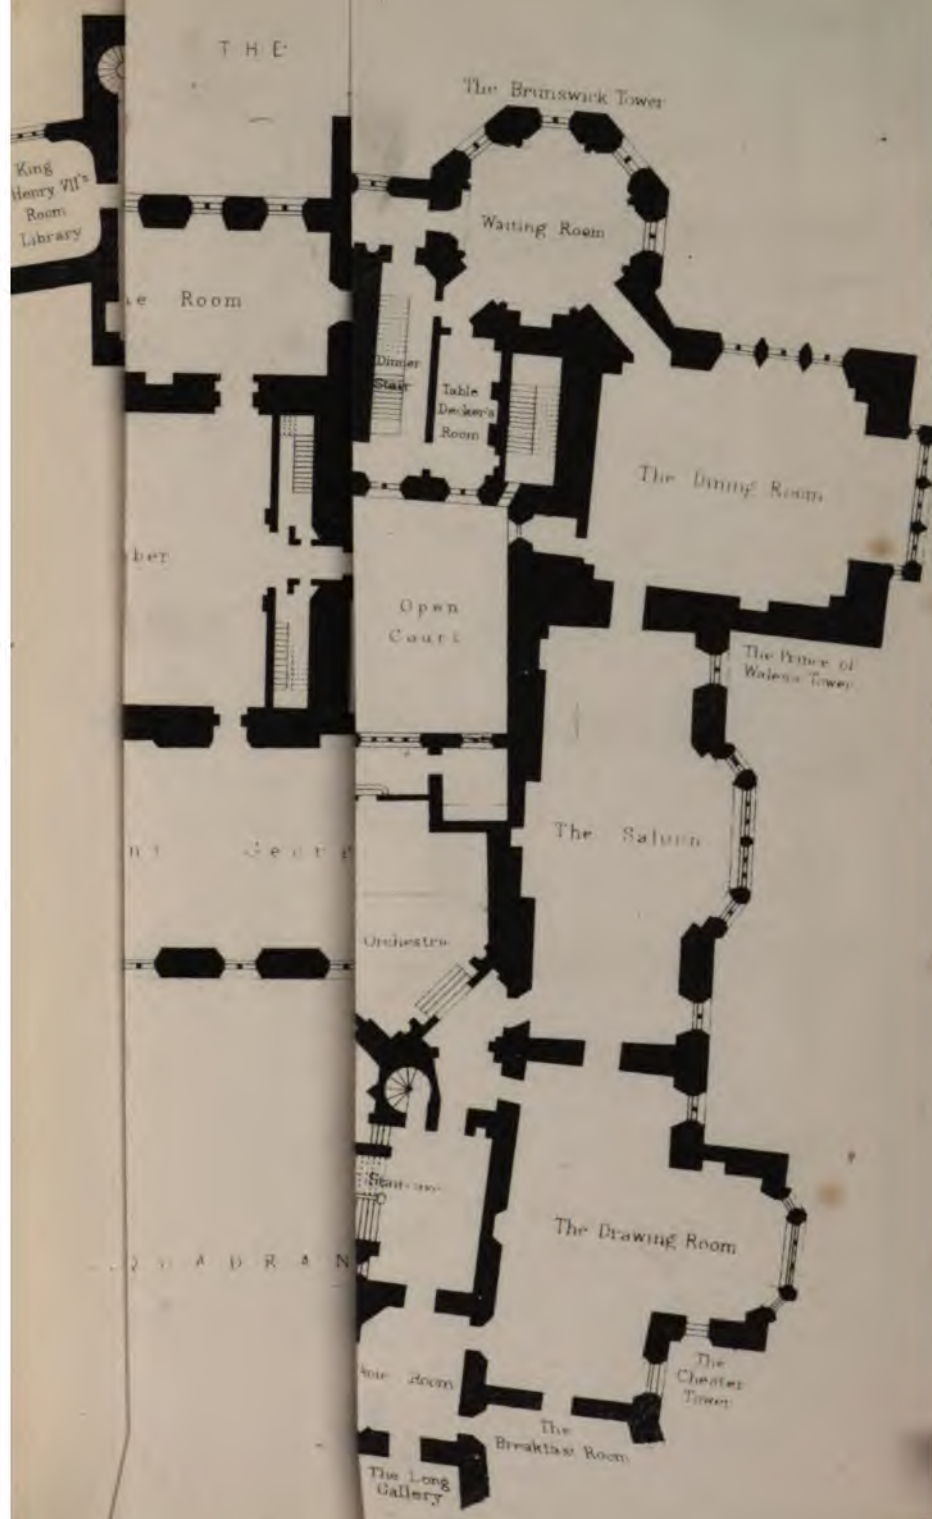 THE
The Brunswick Tower
King
Henry VII's
Room
Library
Waiting Room
Room
Dinner
Stair
Table
Decker's
Room
The Dining Room
ber
Open
Court
The Prince of
Wales's Tower
The Saloon
Orchestra
The Drawing Room
QUADRAN
Room
The
Chester
Tower
The
Breakfast Room
The Long
Gallery